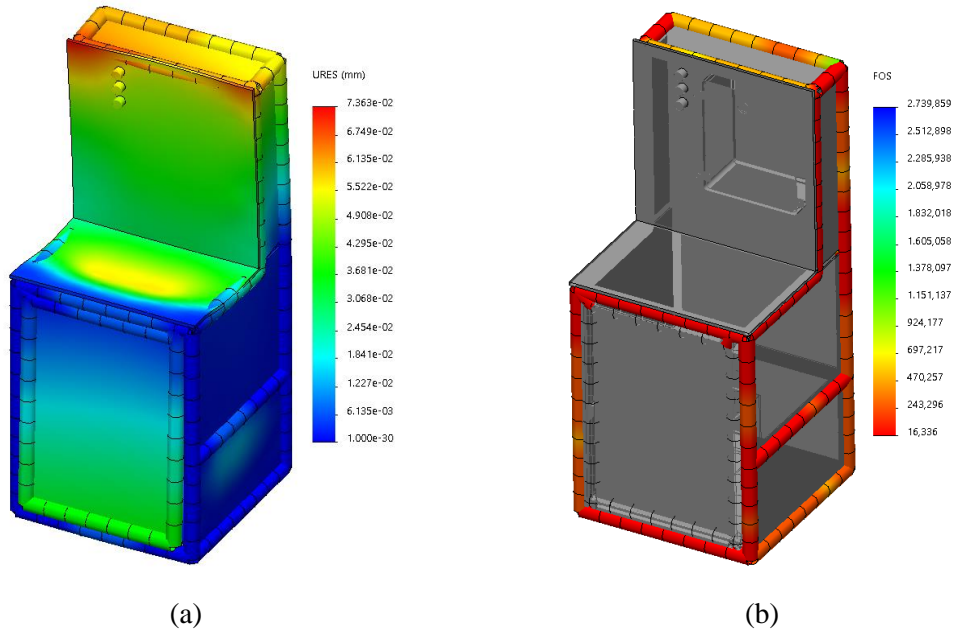 URES (mm)
7.363e-02
6.749e-02
6.135e-02
5.522e-02
4.908e-02
4.295e-02
3.681e-02
3.068e-02
2.454e-02
1.841e-02
1.227e-02
6.135e-03
1.000e-30
FOS
2.739,859
2.512,898
2.285,938
2.058,978
1.832,018
1.605,058
1.378,097
1.151,137
924,177
697,217
470,257
243,296
16,336
(a)
(b)